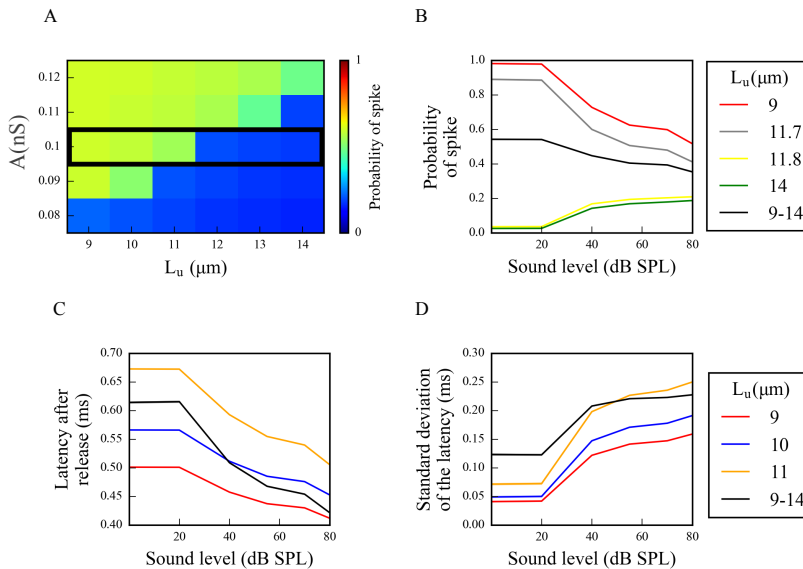 A
0.12
0.11
0.1
0.09
0.08
A(nS)
9 10 11 12 13 14
L_u (μm)
1
0
Probability of spike
B
1.0
0.8
0.6
0.4
0.2
0.0
Probability
of spike
0 20 40 60 80
Sound level (dB SPL)
L_u(μm)
9
11.7
11.8
14
9-14
C
0.70
0.65
0.60
0.55
0.50
0.45
0.40
Latency after
release (ms)
20 40 60 80
Sound level (dB SPL)
D
0.30
0.25
0.20
0.15
0.10
0.05
0.00
Standard deviation
of the latency (ms)
20 40 60 80
Sound level (dB SPL)
L_u(μm)
9
10
11
9-14